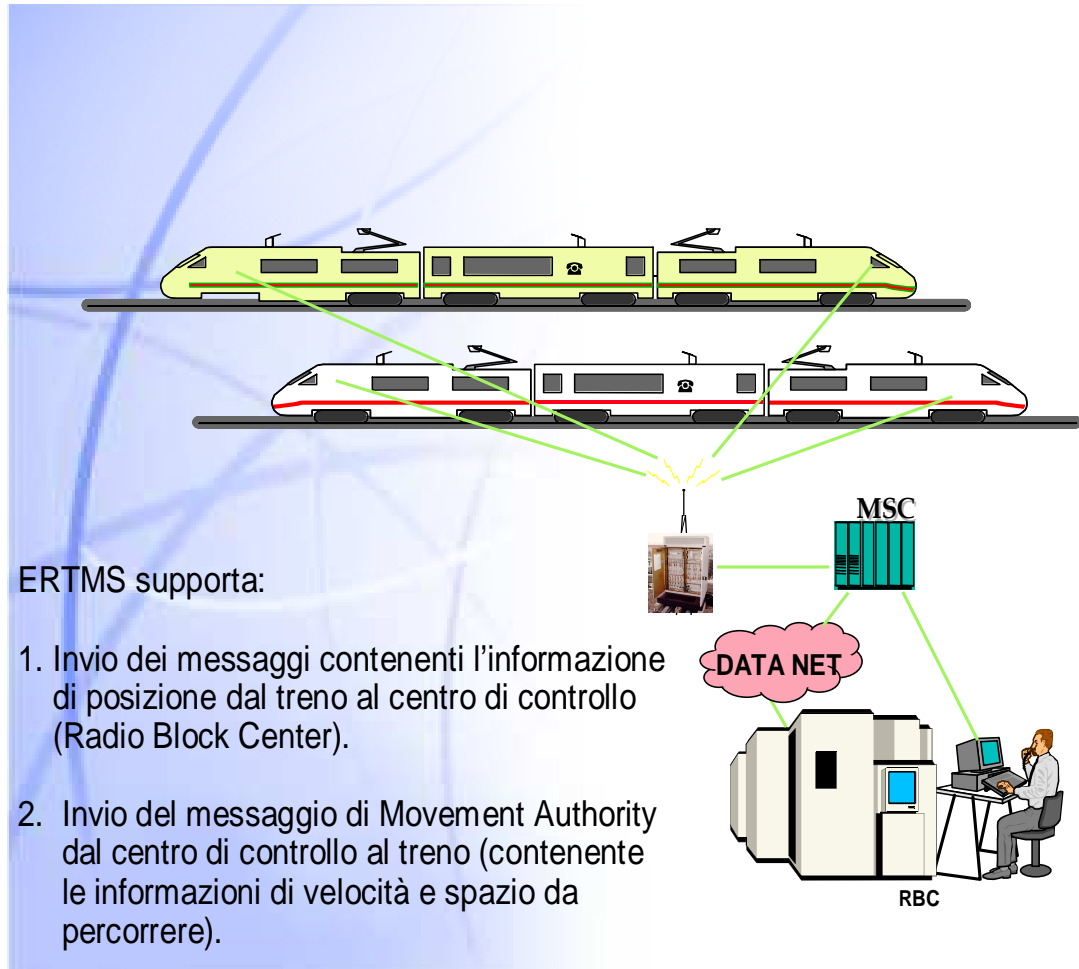 MSC
DATA NET
RBC
ERTMS supporta:
1. Invio dei messaggi contenenti l’informazione
di posizione dal treno al centro di controllo
(Radio Block Center).
2. Invio del messaggio di Movement Authority
dal centro di controllo al treno (contenente
le informazioni di velocità e spazio da
percorrere).